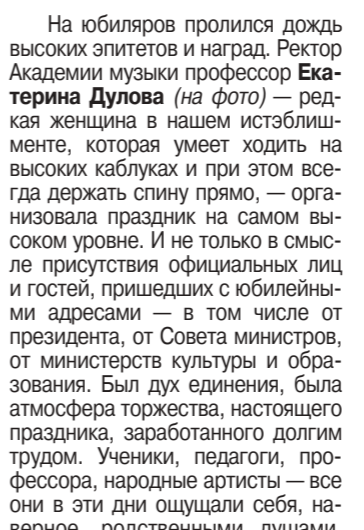 На юбиляров пролился дождь
высоких эпитетов и наград. Ректор
Академии музыки профессор Ека-
терина Дулова (на фото) — ред-
кая женщина в нашем истэблиш-
менте, которая умеет ходить на
высоких каблуках и при этом все-
гда держать спину прямо, — орга-
низовала праздник на самом вы-
соком уровне. И не только в смыс-
ле присутствия официальных лиц
и гостей, пришедших с юбилейны-
ми адресами — в том числе от
президента, от Совета министров,
от министерств культуры и обра-
зования. Был дух единения, была
атмосфера торжества, настоящего
праздника, заработанного долгим
трудом. Ученики, педагоги, про-
фессора, народные артисты — все
они в эти дни ощущали себя, на-
верное, родственными душами,